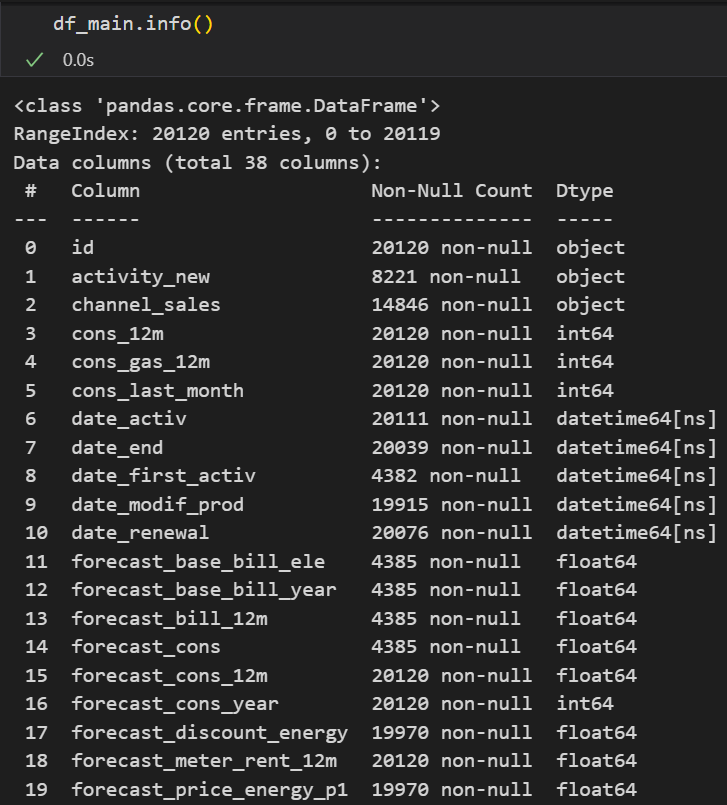 df_main.info()
0.0s
<class 'pandas.core.frame.DataFrame'>
RangeIndex: 20120 entries, 0 to 20119
Data columns (total 38 columns):
 #   Column                    Non-Null Count  Dtype
---  ------                    --------------  -----
 0   id                        20120 non-null  object
 1   activity_new              8221 non-null   object
 2   channel_sales             14846 non-null  object
 3   cons_12m                  20120 non-null  int64
 4   cons_gas_12m              20120 non-null  int64
 5   cons_last_month           20120 non-null  int64
 6   date_activ                20111 non-null  datetime64[ns]
 7   date_end                  20039 non-null  datetime64[ns]
 8   date_first_activ          4382 non-null   datetime64[ns]
 9   date_modif_prod           19915 non-null  datetime64[ns]
 10  date_renewal              20076 non-null  datetime64[ns]
 11  forecast_base_bill_ele    4385 non-null   float64
 12  forecast_base_bill_year   4385 non-null   float64
 13  forecast_bill_12m         4385 non-null   float64
 14  forecast_cons             4385 non-null   float64
 15  forecast_cons_12m         20120 non-null  float64
 16  forecast_cons_year        20120 non-null  int64
 17  forecast_discount_energy  19970 non-null  float64
 18  forecast_meter_rent_12m   20120 non-null  float64
 19  forecast_price_energy_p1  19970 non-null  float64